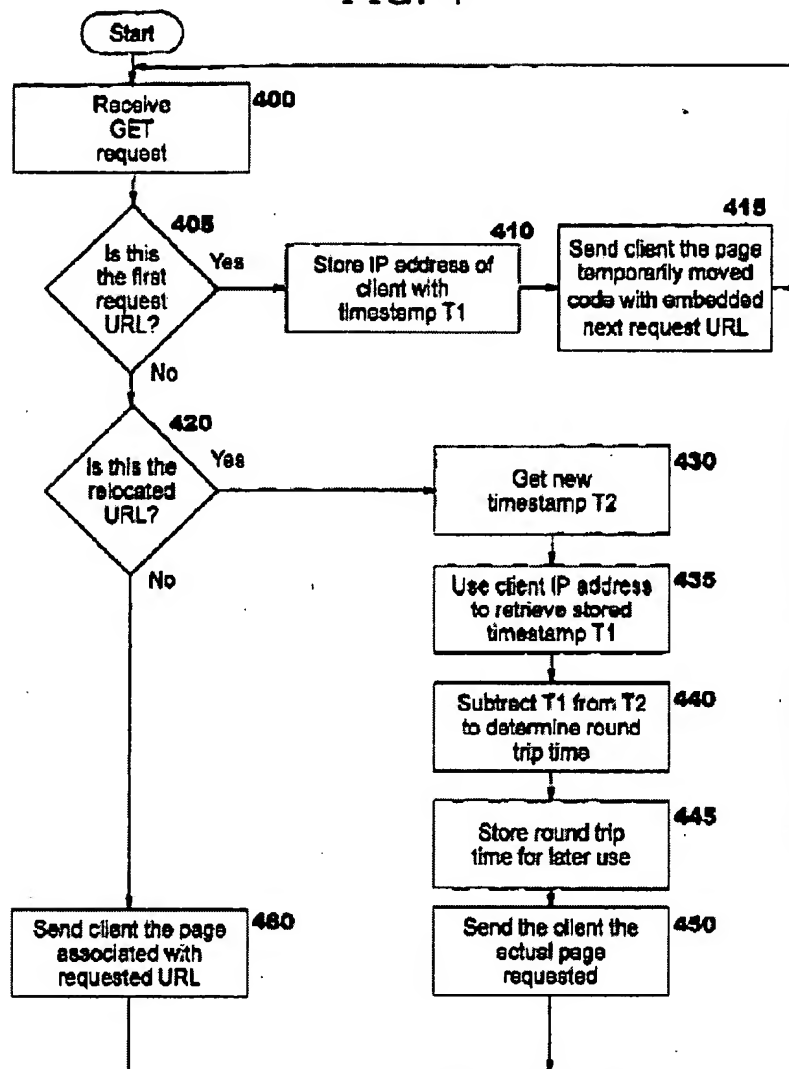 Start
Receive
GET
request
400
405
Is this
the first
request
URL?
Yes
No
410
Store IP address of
client with
timestamp T1
415
Send client the page
temporarily moved
code with embedded
next request URL
420
Is this the
relocated
URL?
Yes
No
430
Get new
timestamp T2
Use client IP address
to retrieve stored
timestamp T1
435
Subtract T1 from T2
to determine round
trip time
440
Store round trip
time for later use
445
Send client the page
associated with
requested URL
460
Send the client the
actual page
requested
450